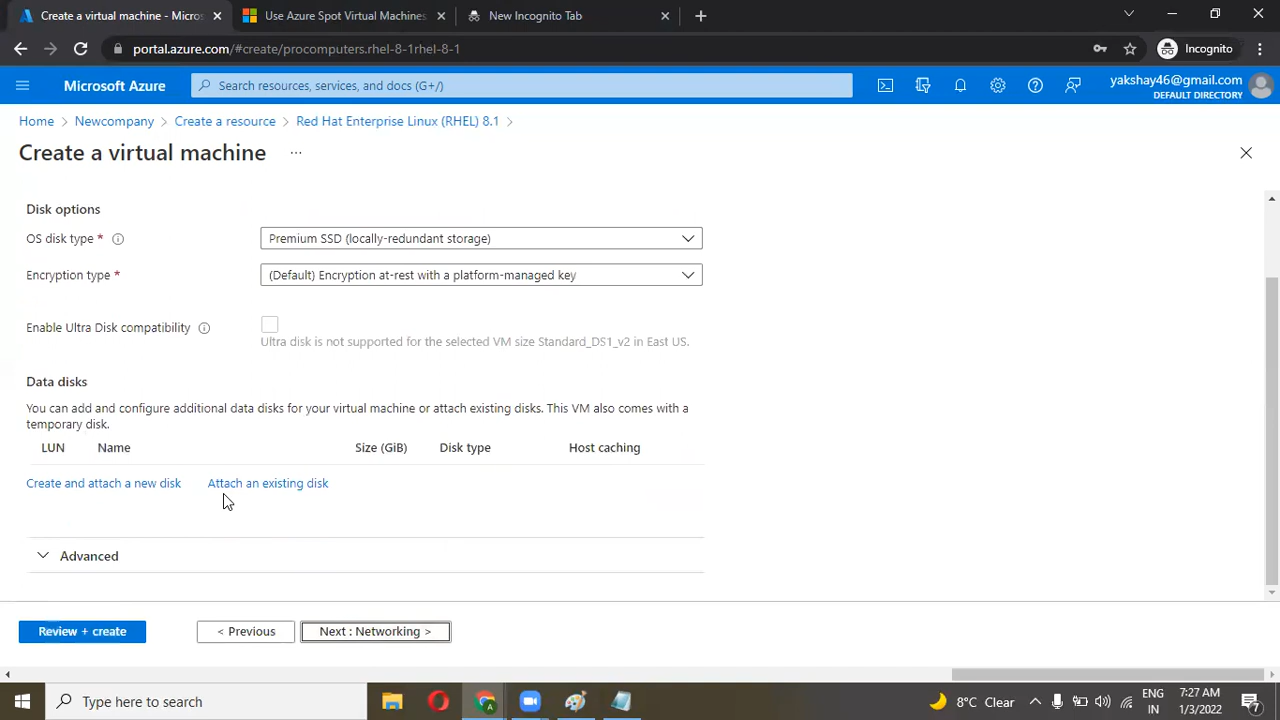 Create a virtual machine - Micros
Use Azure Spot Virtual Machines
New Incognito Tab
portal.azure.com/#create/procomputers.rhel-8-1rhel-8-1
Incognito
Microsoft Azure
Search resources, services, and docs (G+/)
yakshay46@gmail.com
DEFAULT DIRECTORY
Home > Newcompany > Create a resource > Red Hat Enterprise Linux (RHEL) 8.1 >
Create a virtual machine ...
Disk options
OS disk type * Premium SSD (locally-redundant storage)
Encryption type * (Default) Encryption at-rest with a platform-managed key
Enable Ultra Disk compatibility
Ultra disk is not supported for the selected VM size Standard_DS1_v2 in East US.
Data disks
You can add and configure additional data disks for your virtual machine or attach existing disks. This VM also comes with a
temporary disk.
LUN Name Size (GiB) Disk type Host caching
Create and attach a new disk Attach an existing disk
Advanced
Review + create < Previous Next : Networking >
Type here to search
8°C Clear
ENG
IN
7:27 AM
1/3/2022
7